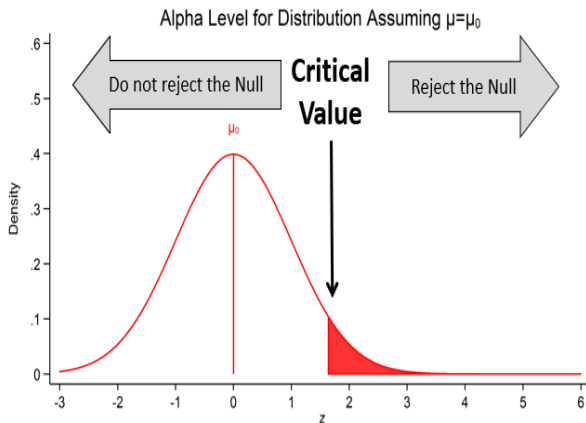 Alpha Level for Distribution Assuming μ=μ₀
Do not reject the Null
Critical
Value
Reject the Null
μ₀
Density
.6
.5
.4
.3
.2
.1
0
-3 -2 -1 0 1 2 3 4 5 6
z